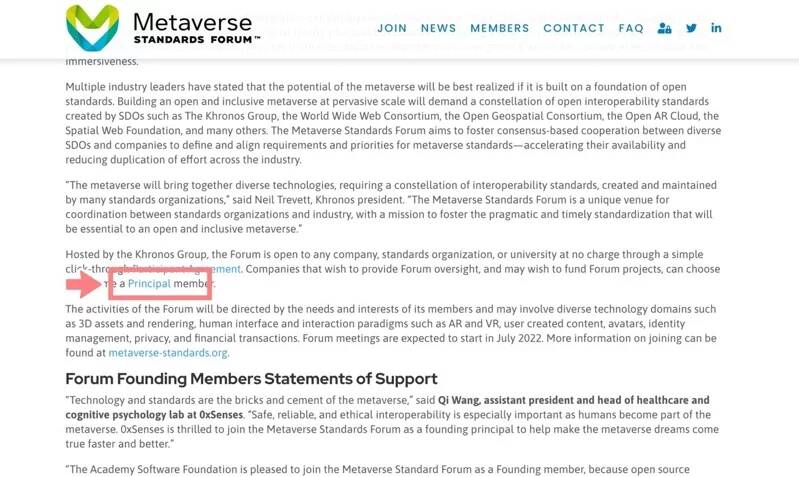 Metaverse
STANDARDS FORUM™
JOIN NEWS MEMBERS CONTACT FAQ
immersiveness.
Multiple industry leaders have stated that the potential of the metaverse will be best realized if it is built on a foundation of open
standards. Building an open and inclusive metaverse at pervasive scale will demand a constellation of open interoperability standards
created by SDOs such as The Khronos Group, the World Wide Web Consortium, the Open Geospatial Consortium, the Open AR Cloud, the
Spatial Web Foundation, and many others. The Metaverse Standards Forum aims to foster consensus-based cooperation between diverse
SDOs and companies to define and align requirements and priorities for metaverse standards—accelerating their availability and
reducing duplication of effort across the industry.
“The metaverse will bring together diverse technologies, requiring a constellation of interoperability standards, created and maintained
by many standards organizations,” said Neil Trevett, Khronos president. “The Metaverse Standards Forum is a unique venue for
coordination between standards organizations and industry, with a mission to foster the pragmatic and timely standardization that will
be essential to an open and inclusive metaverse.”
Hosted by the Khronos Group, the Forum is open to any company, standards organization, or university at no charge through a simple
click-through Participant Agreement. Companies that wish to provide Forum oversight, and may wish to fund Forum projects, can choose
a Principal member.
The activities of the Forum will be directed by the needs and interests of its members and may involve diverse technology domains such
as 3D assets and rendering, human interface and interaction paradigms such as AR and VR, user created content, avatars, identity
management, privacy, and financial transactions. Forum meetings are expected to start in July 2022. More information on joining can be
found at metaverse-standards.org.
Forum Founding Members Statements of Support
“Technology and standards are the bricks and cement of the metaverse,” said Qi Wang, assistant president and head of healthcare and
cognitive psychology lab at 0xSenses. “Safe, reliable, and ethical interoperability is especially important as humans become part of the
metaverse. 0xSenses is thrilled to join the Metaverse Standards Forum as a founding principal to help make the metaverse dreams come
true faster and better.”
“The Academy Software Foundation is pleased to join the Metaverse Standard Forum as a Founding member, because open source